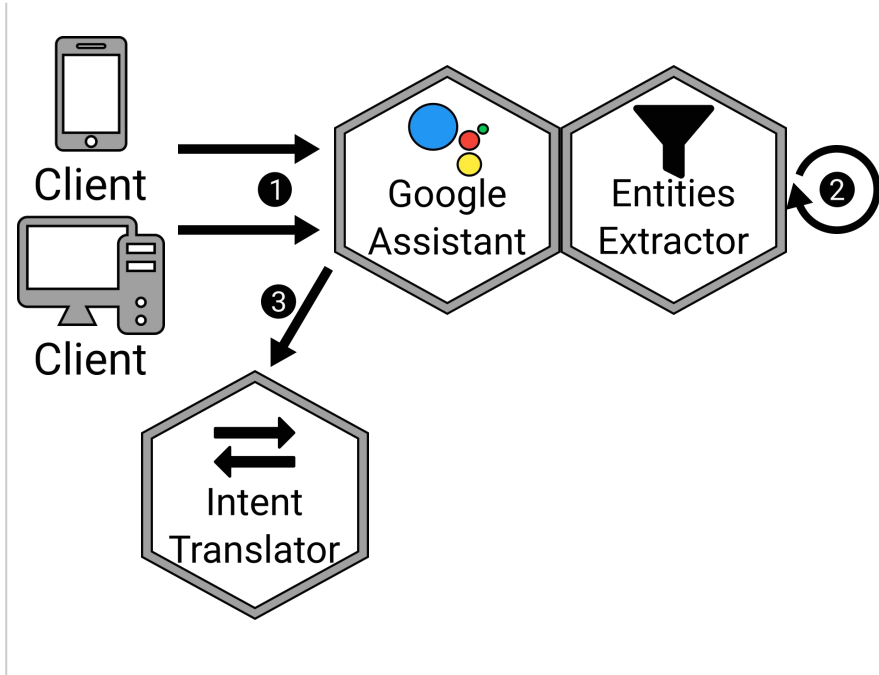 Client
1
Google
Assistant
Entities
Extractor
2
3
Client
Intent
Translator